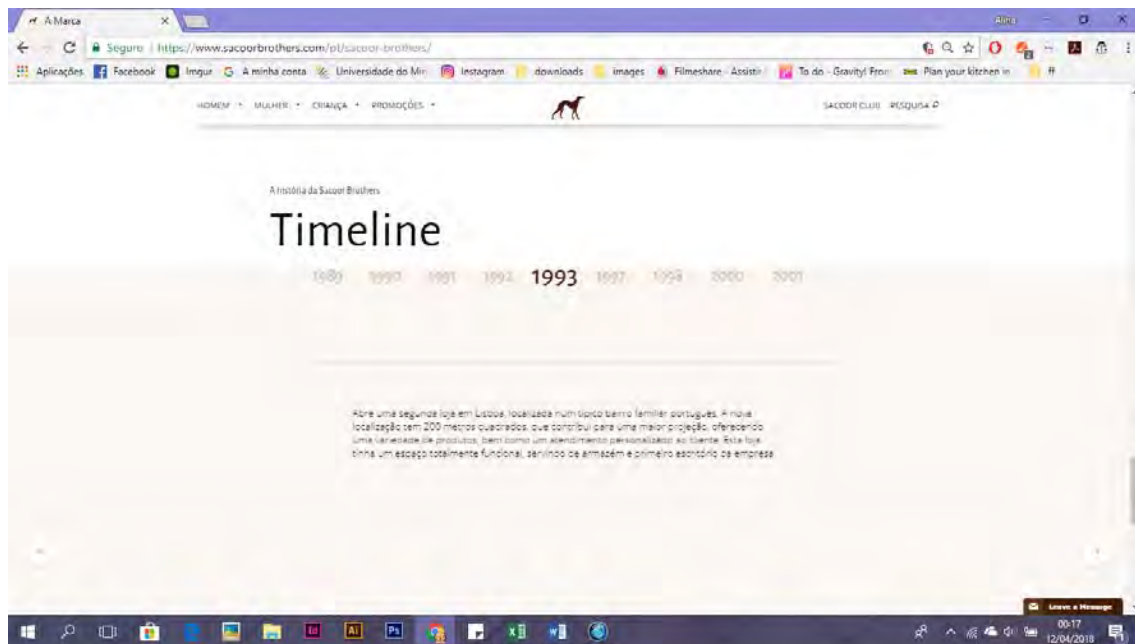 A Marca
Alina
Seguro
https://www.sacoorbrothers.com/pt/sacoor-brothers/
Aplicações Facebook Imgur A minha conta Universidade do Min Instagram downloads images Filmeshare - Assistir To do - Gravity! Fron Plan your kitchen in ff
HOMEM MULHER CRIANÇA PROMOÇÕES SACOOR CLUB PESQUISA
A história da Sacoor Brothers
Timeline
1989 1990 1991 1992 1993 1997 1998 2000 2001
Abre uma segunda loja em Lisboa, localizada num típico bairro familiar português. A nova
localização tem 200 metros quadrados, que contribui para uma maior projeção, oferecendo
uma variedade de produtos, bem como um atendimento personalizado ao cliente. Esta loja
tinha um espaço totalmente funcional, servindo de armazém e primeiro escritório da empresa
Leave a Message
00:17
12/04/2018